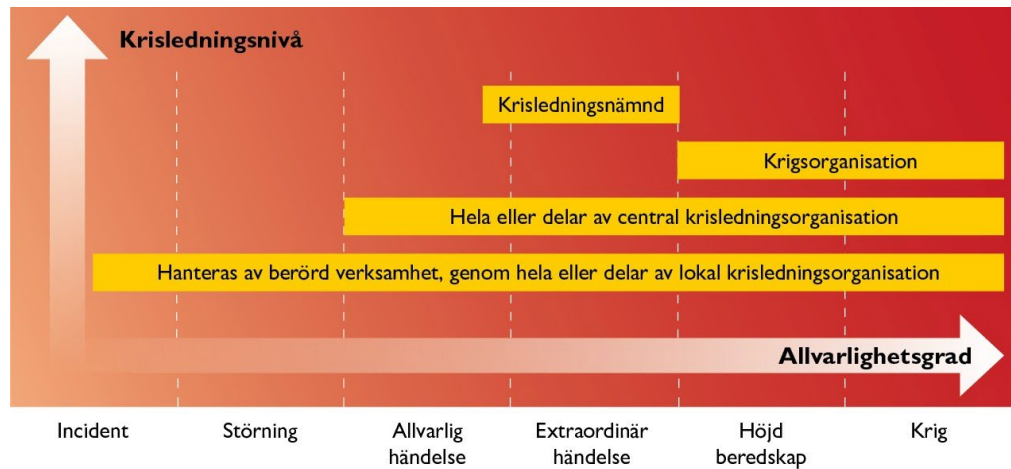 Krisledningsnivå
Krisledningsnämnd
Krigsorganisation
Hela eller delar av central krisledningsorganisation
Hanteras av berörd verksamhet, genom hela eller delar av lokal krisledningsorganisation
Allvarlighetsgrad
Incident
Störning
Allvarlig
händelse
Extraordinär
händelse
Höjd
beredskap
Krig